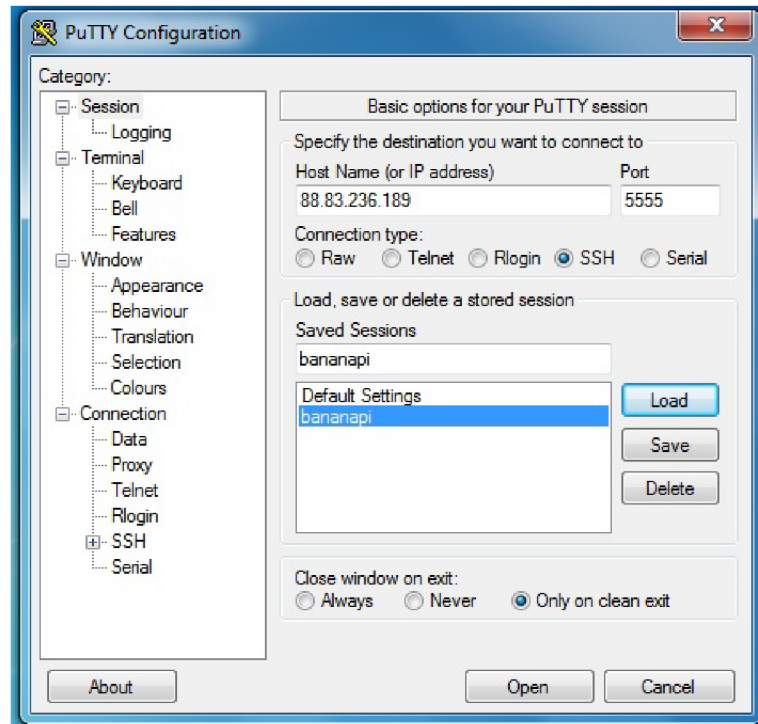 PuTTY Configuration
Category:
Session
Logging
Terminal
Keyboard
Bell
Features
Window
Appearance
Behaviour
Translation
Selection
Colours
Connection
Data
Proxy
Telnet
Rlogin
SSH
Serial
Basic options for your PuTTY session
Specify the destination you want to connect to
Host Name (or IP address) Port
88.83.236.189 5555
Connection type:
Raw Telnet Rlogin SSH Serial
Load, save or delete a stored session
Saved Sessions
bananapi
Default Settings
bananapi
Load
Save
Delete
Close window on exit:
Always Never Only on clean exit
About Open Cancel